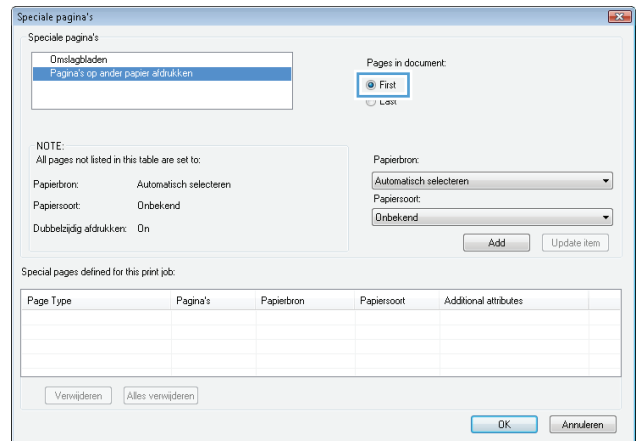 Speciale pagina's
Speciale pagina's
Omslagbladen
Pagina's op ander papier afdrukken
Pages in document:
First
Last
NOTE:
All pages not listed in this table are set to:
Papierbron: Automatisch selecteren
Papiersoort: Onbekend
Dubbelzijdig afdrukken: On
Papierbron:
Automatisch selecteren
Papiersoort:
Onbekend
Add Update item
Special pages defined for this print job:
Page Type Pagina's Papierbron Papiersoort Additional attributes
Verwijderen Alles verwijderen
OK Annuleren